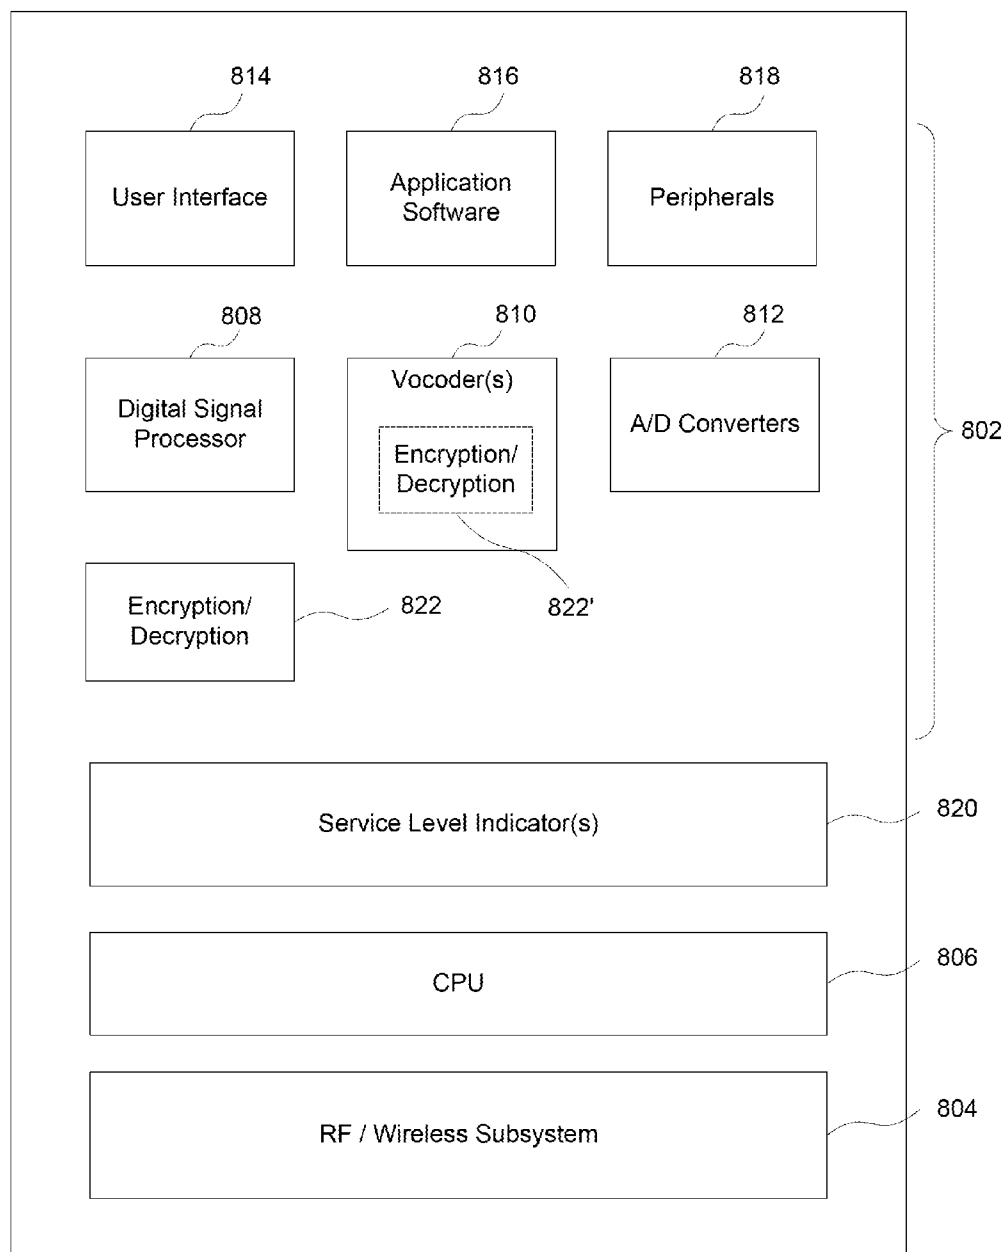 814
816
818
User Interface
Application
Software
Peripherals
808
810
812
Digital Signal
Processor
Vocoder(s)
Encryption/
Decryption
A/D Converters
802
822'
Encryption/
Decryption
822
Service Level Indicator(s)
820
CPU
806
RF / Wireless Subsystem
804